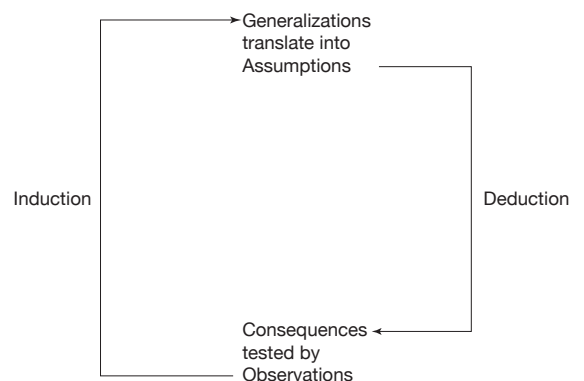 Generalizations
translate into
Assumptions
Induction
Deduction
Consequences
tested by
Observations